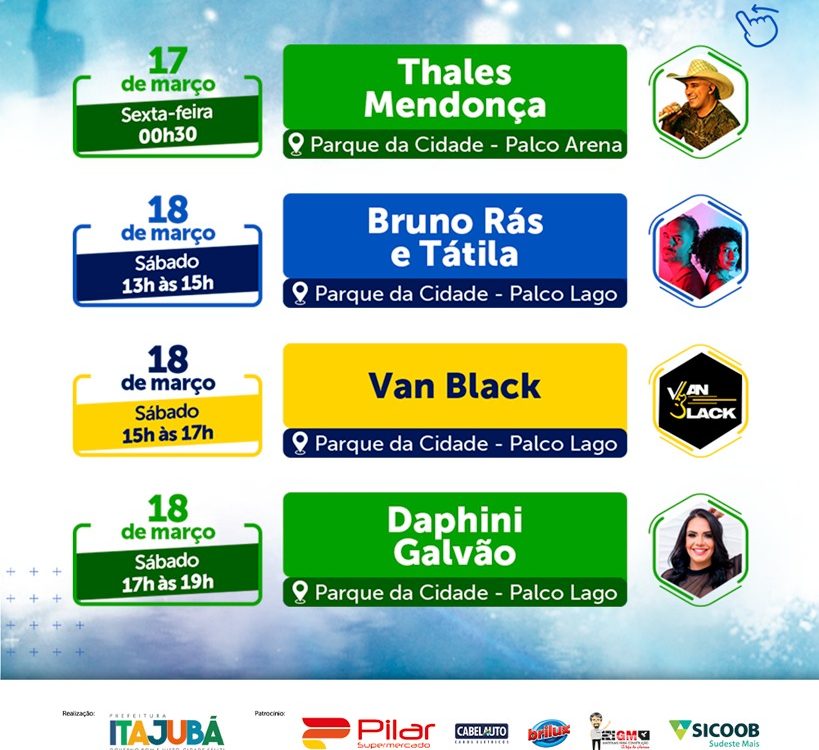 17
de março
Sexta-feira
00h30
Thales
Mendonça
Parque da Cidade - Palco Arena
18
de março
Sábado
13h às 15h
Bruno Rás
e Tátila
Parque da Cidade - Palco Lago
18
de março
Sábado
15h às 17h
Van Black
Parque da Cidade - Palco Lago
VAN
BLACK
18
de março
Sábado
17h às 19h
Daphini
Galvão
Parque da Cidade - Palco Lago
Realização:
PREFEITURA
ITAJUBÁ
Patrocínio:
Pilar
Supermercado
CABELAUTO
CABOS ELÉTRICOS
brilux
GM
SICOOB
Sudeste Mais